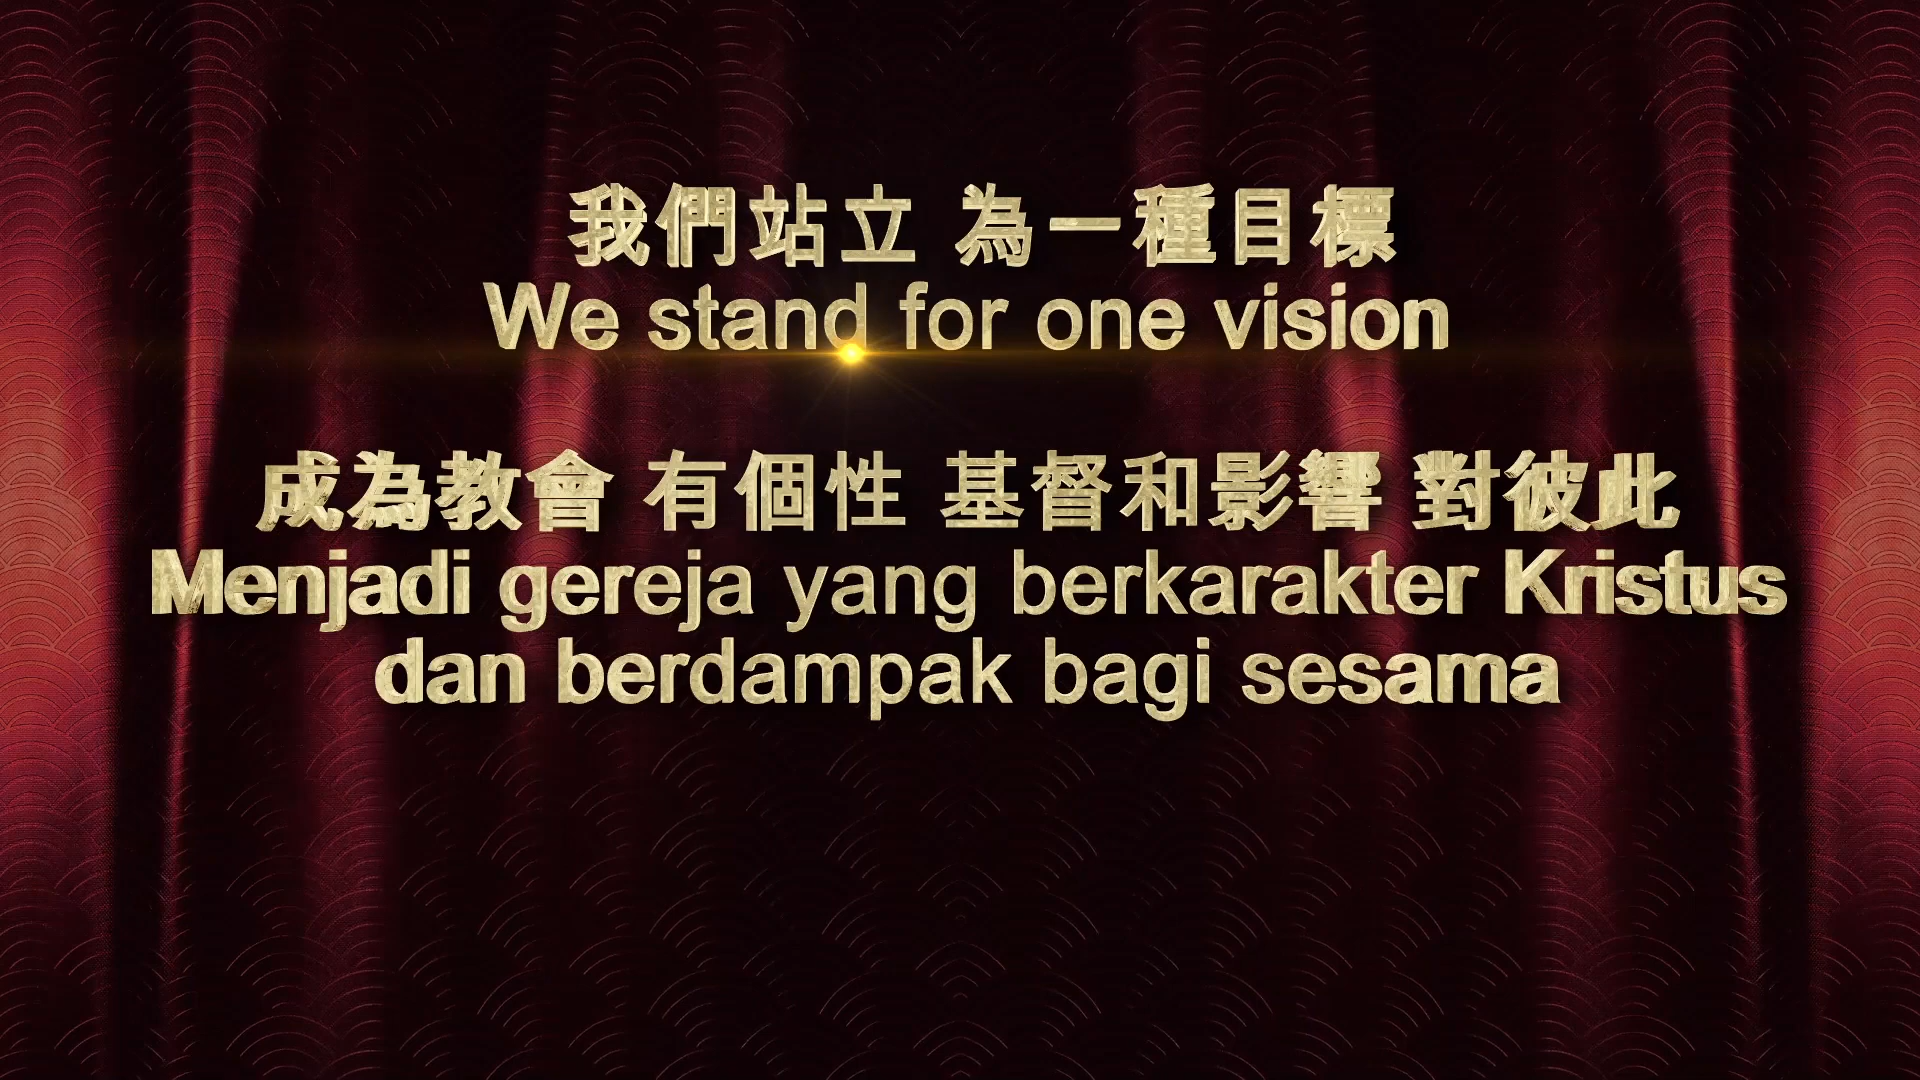 我們站立 為一種目標
We stand for one vision
成為教會 有個性 基督和影響 對彼此
Menjadi gereja yang berkarakter Kristus
dan berdampak bagi sesama